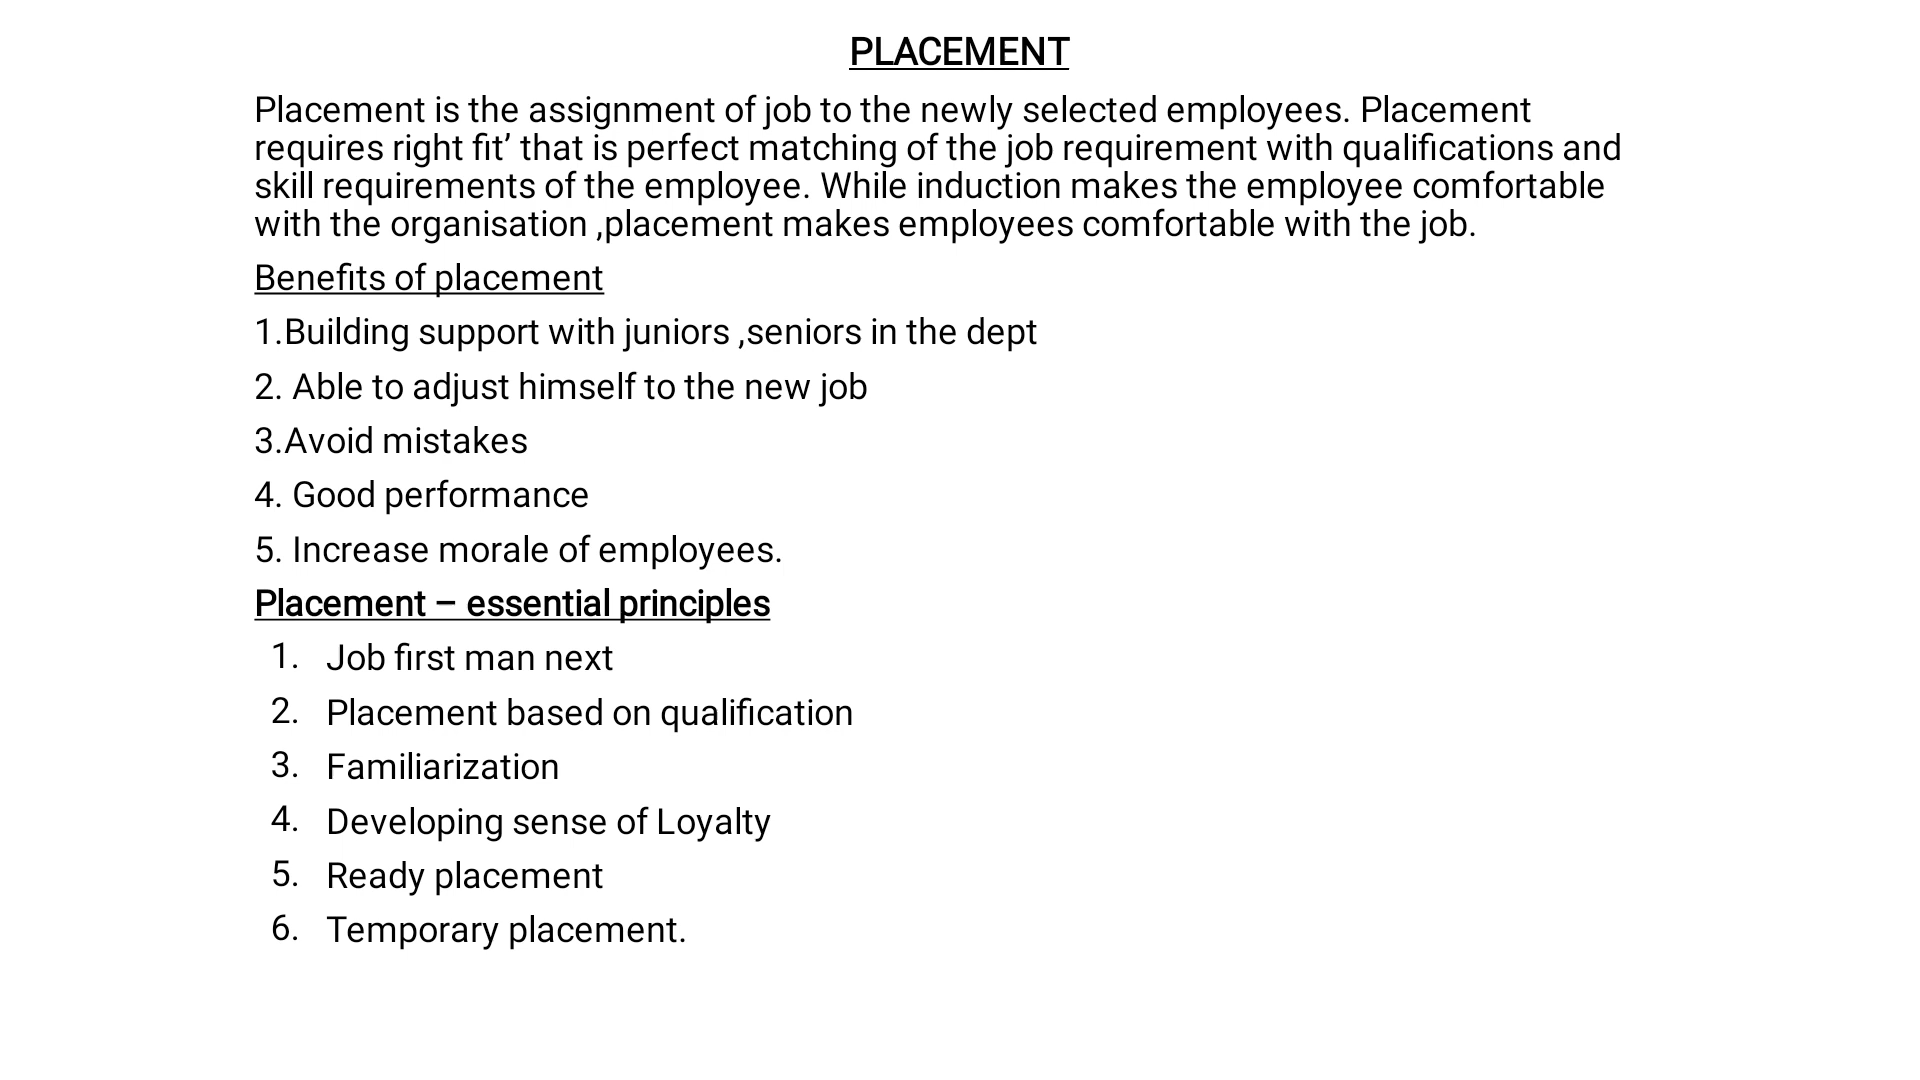 PLACEMENT
Placement is the assignment of job to the newly selected employees. Placement
requires right fit’ that is perfect matching of the job requirement with qualifications and
skill requirements of the employee. While induction makes the employee comfortable
with the organisation ,placement makes employees comfortable with the job.
Benefits of placement
1.Building support with juniors ,seniors in the dept
2. Able to adjust himself to the new job
3.Avoid mistakes
4. Good performance
5. Increase morale of employees.
Placement – essential principles
1. Job first man next
2. Placement based on qualification
3. Familiarization
4. Developing sense of Loyalty
5. Ready placement
6. Temporary placement.